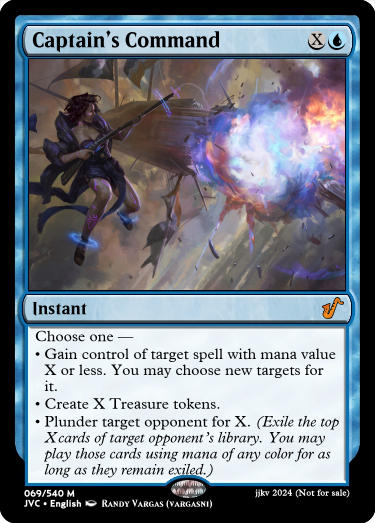 Captain's Command
X
Instant
Choose one —
• Gain control of target spell with mana value
X or less. You may choose new targets for
it.
• Create X Treasure tokens.
• Plunder target opponent for X. (Exile the top
X cards of target opponent's library. You may
play those cards using mana of any color for as
long as they remain exiled.)
069/540 M
JVC • English RANDY VARGAS (VARGASNI)
jjkv 2024 (Not for sale)